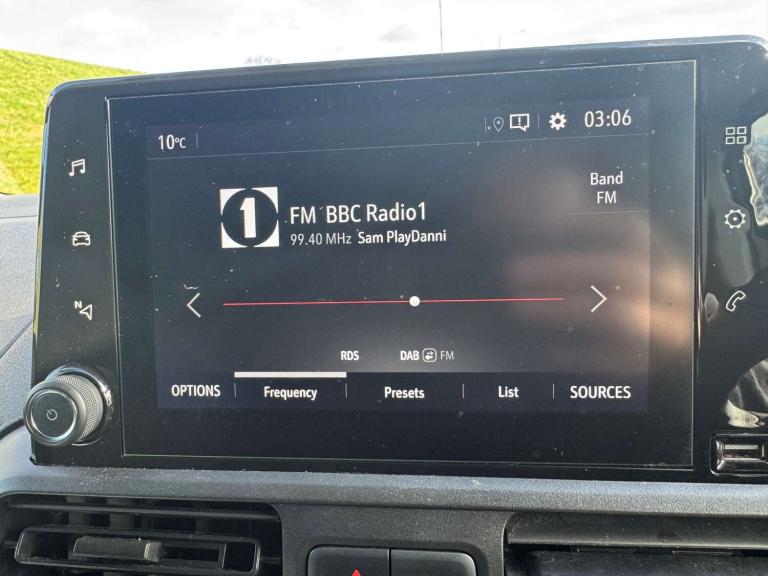 10°C 03:06
Band
FM
1 FM BBC Radio1
99.40 MHz Sam PlayDanni
N
RDS DAB FM
OPTIONS Frequency Presets List SOURCES